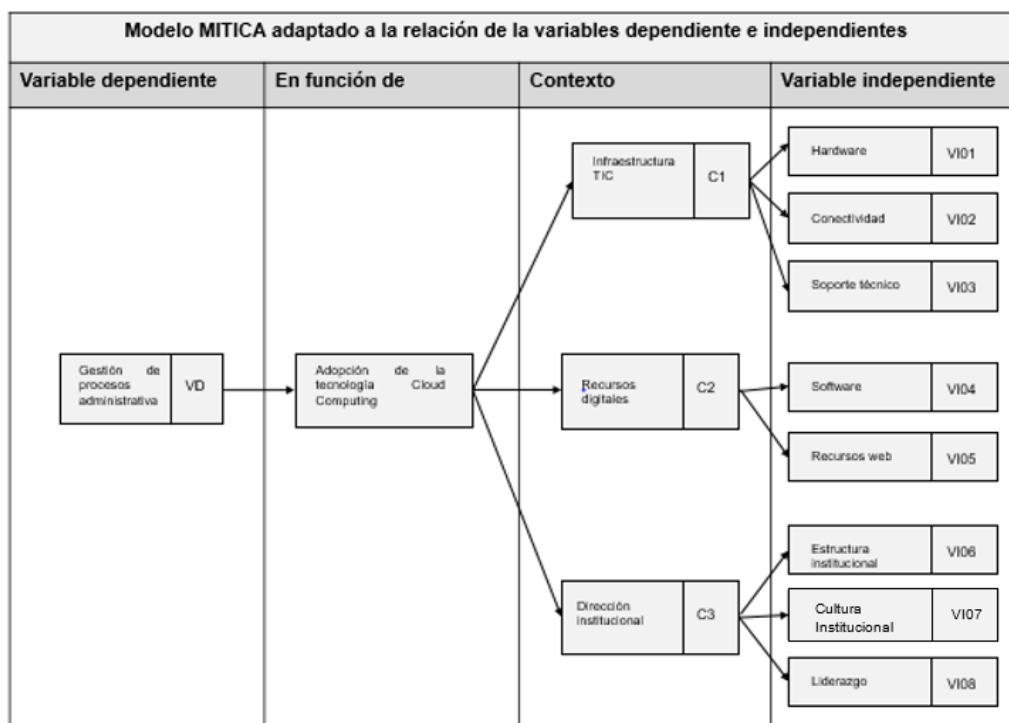 Modelo MITICA adaptado a la relación de la variables dependiente e independientes
Variable dependiente
En función de
Contexto
Variable independiente
Gestión de
procesos
administrativa
VD
Adopción de la
tecnología Cloud
Computing
Infraestructura
TIC
C1
Hardware
VI01
Conectividad
VI02
Soporte técnico
VI03
Recursos
digitales
C2
Software
VI04
Recursos web
VI05
Dirección
institucional
C3
Estructura
institucional
VI06
Cultura
Institucional
VI07
Liderazgo
VI08